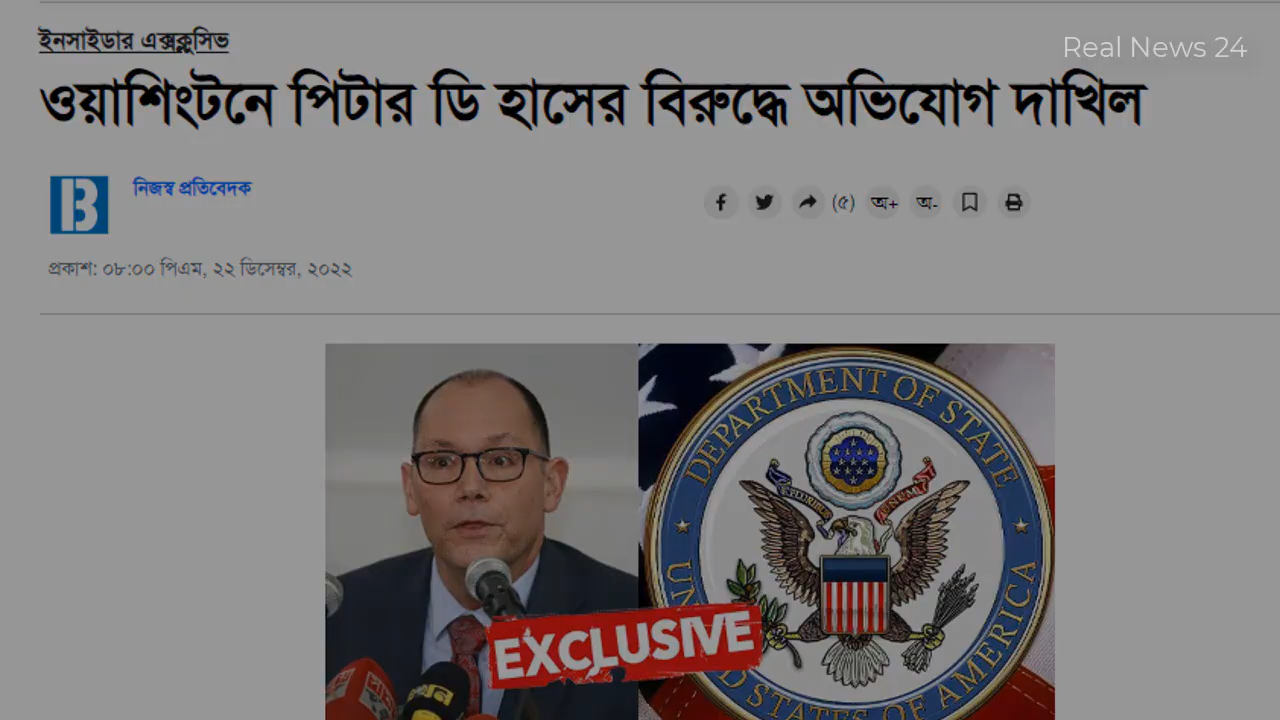 ইনসাইডার এক্সক্লুসিভ
Real News 24
ওয়াশিংটনে পিটার ডি হাসের বিরুদ্ধে অভিযোগ দাখিল
B
নিজস্ব প্রতিবেদক
(৫) অ+ অ-
প্রকাশ: ০৮:০০ পিএম, ২২ ডিসেম্বর, ২০২২
DEPARTMENT OF STATE
UNITED STATES OF AMERICA
EXCLUSIVE